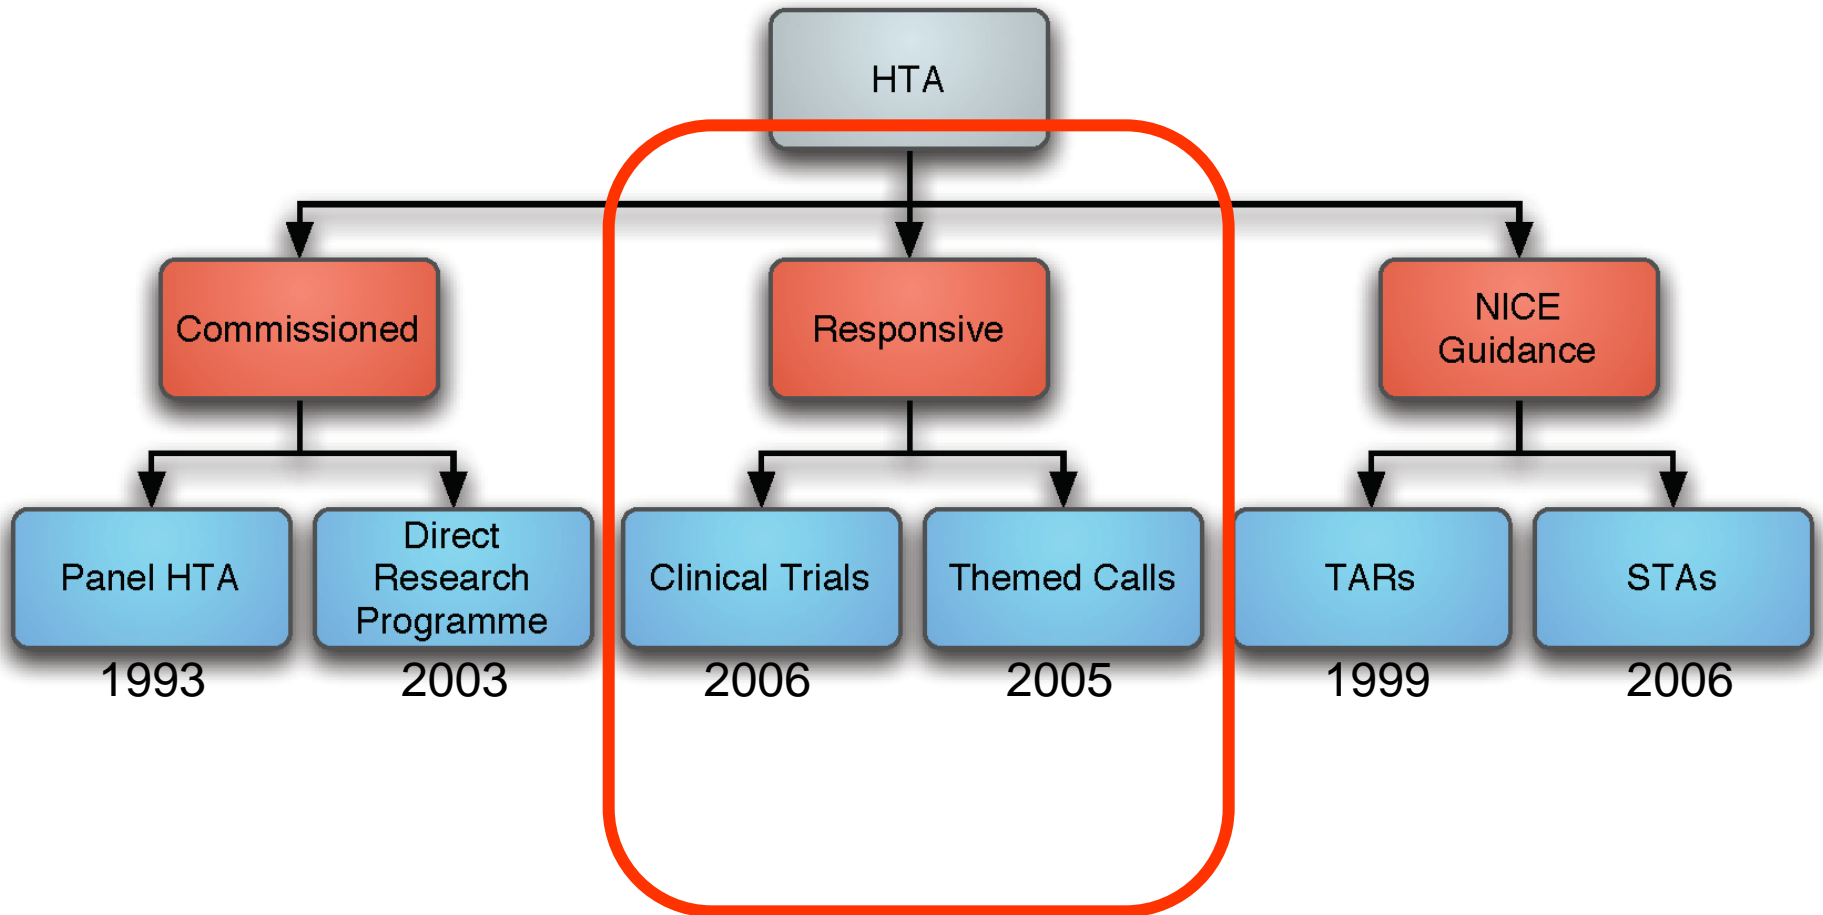 HTA
Commissioned
Responsive
NICE
Guidance
Panel HTA
Direct
Research
Programme
Clinical Trials
Themed Calls
TARs
STAs
1993
2003
2006
2005
1999
2006